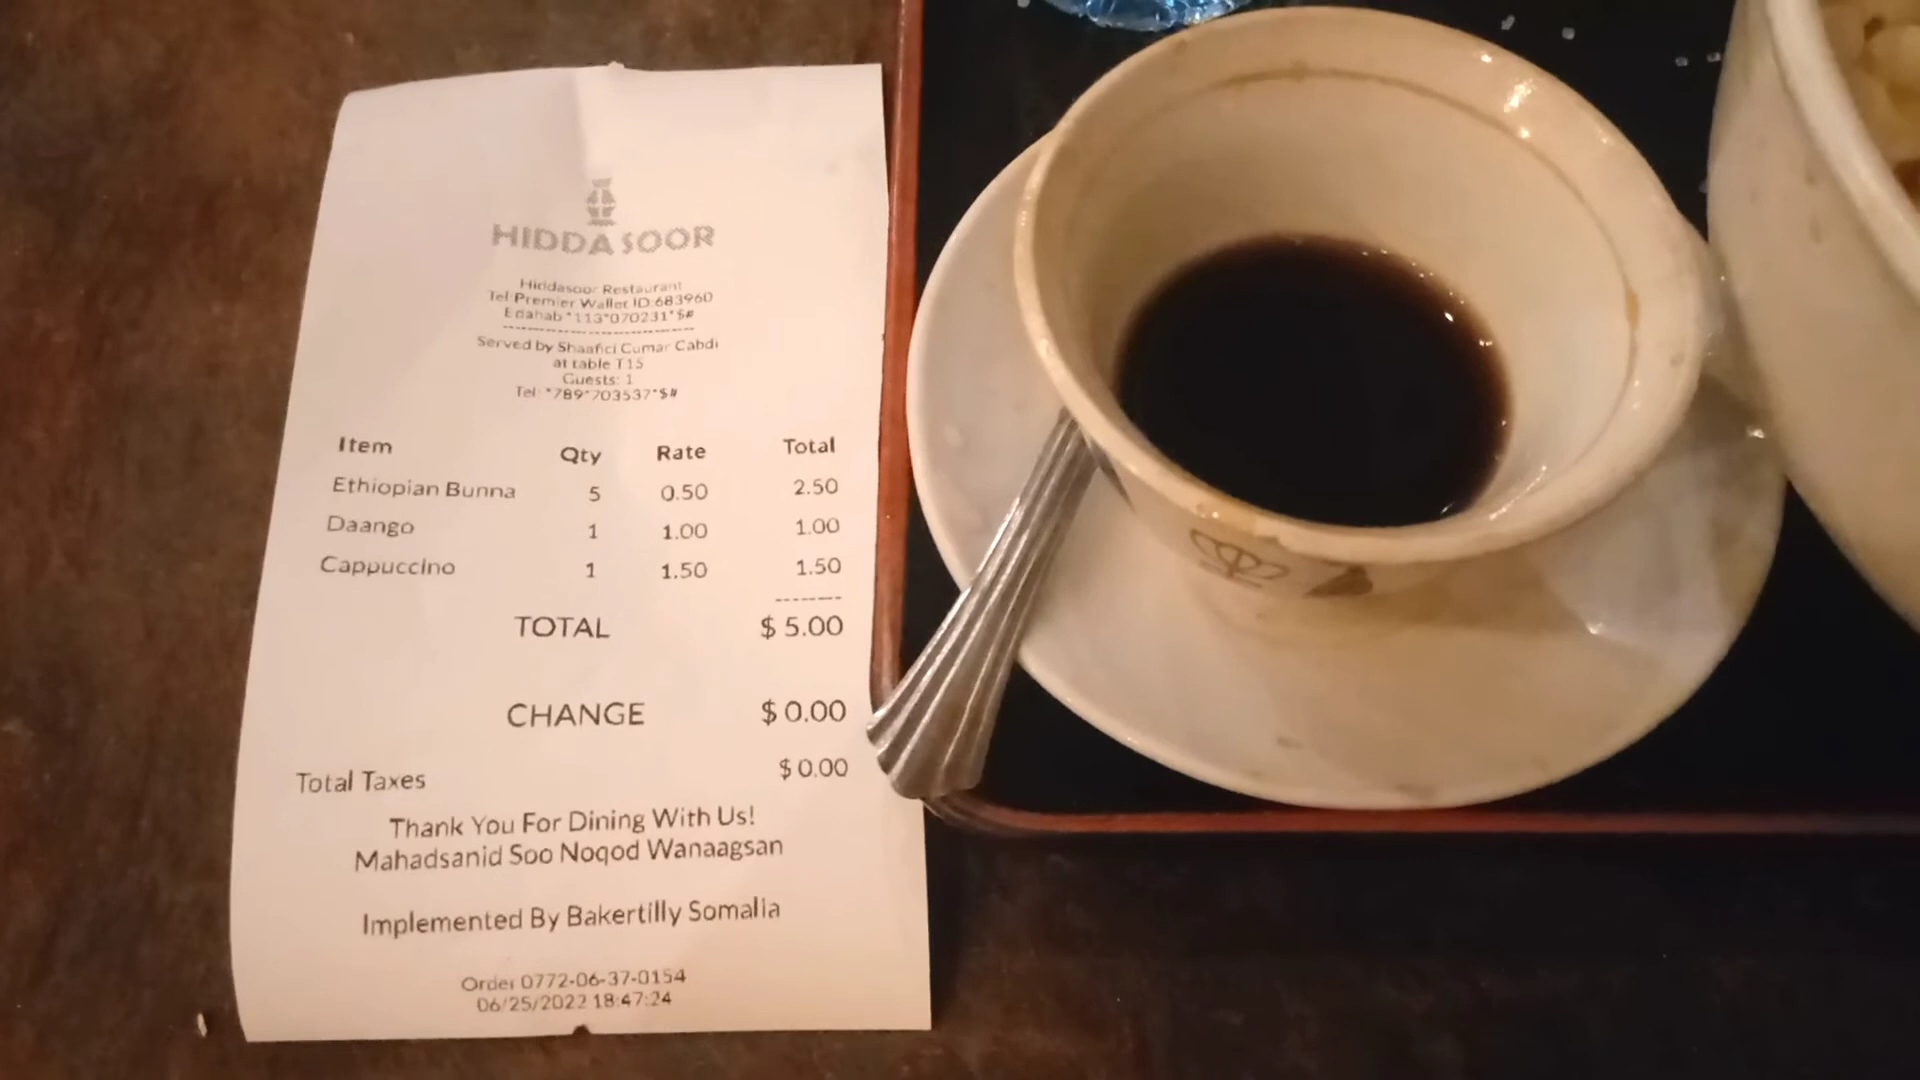 HIDDASOOR
Hiddasoor Restaurant
Tel:Premier Wallet ID:683960
Edahab *113*070231*$#
Served by Shaafici Cumar Cabdi
at table T15
Guests: 1
Tel: *789*703537*$#
Item Qty Rate Total
Ethiopian Bunna 5 0.50 2.50
Daango 1 1.00 1.00
Cappuccino 1 1.50 1.50
TOTAL $ 5.00
CHANGE $ 0.00
Total Taxes $ 0.00
Thank You For Dining With Us!
Mahadsanid Soo Noqod Wanaagsan
Implemented By Bakertilly Somalia
Order 0772-06-37-0154
06/25/2022 18:47:24